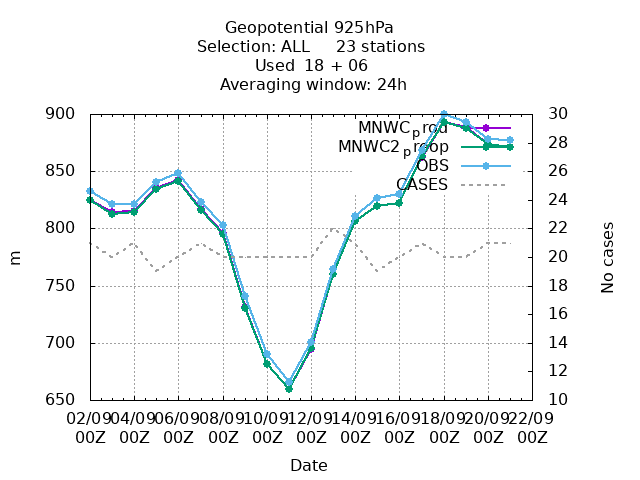 Geopotential 925hPa
Selection: ALL     23 stations
Used  18 + 06
Averaging window: 24h
900
850
800
750
700
650
m
30
28
26
24
22
20
18
16
14
12
10
No cases
MNWCprod
MNWC2preop
OBS
CASES
02/09 04/09 06/09 08/09 10/09 12/09 14/09 16/09 18/09 20/09 22/09
00Z 00Z 00Z 00Z 00Z 00Z 00Z 00Z 00Z 00Z 00Z
Date